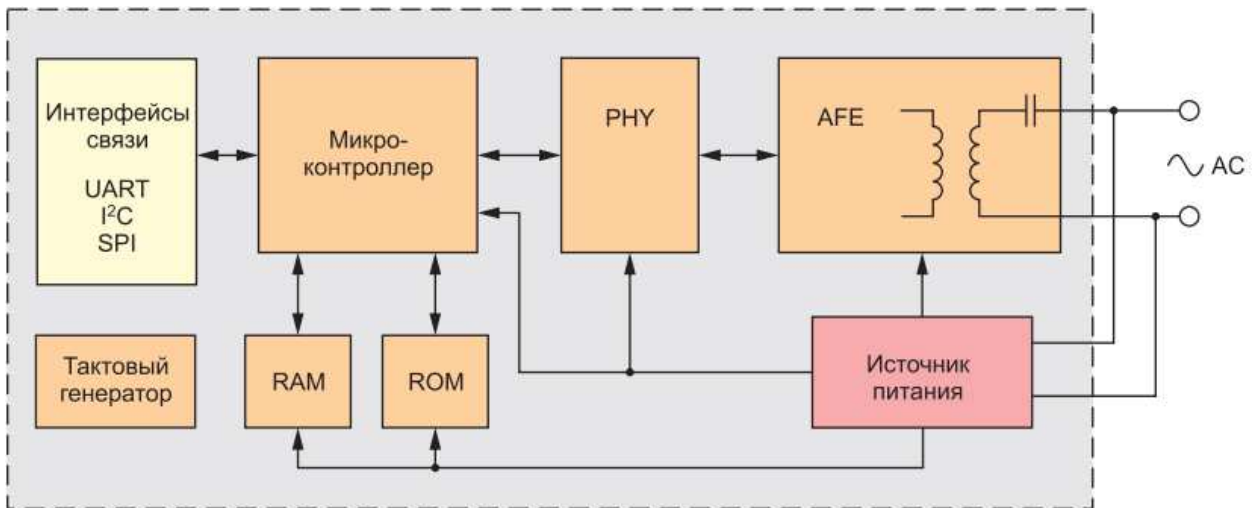 Интерфейсы
связи
UART
I²C
SPI
Микро-
контроллер
PHY
AFE
AC
Тактовый
генератор
RAM
ROM
Источник
питания